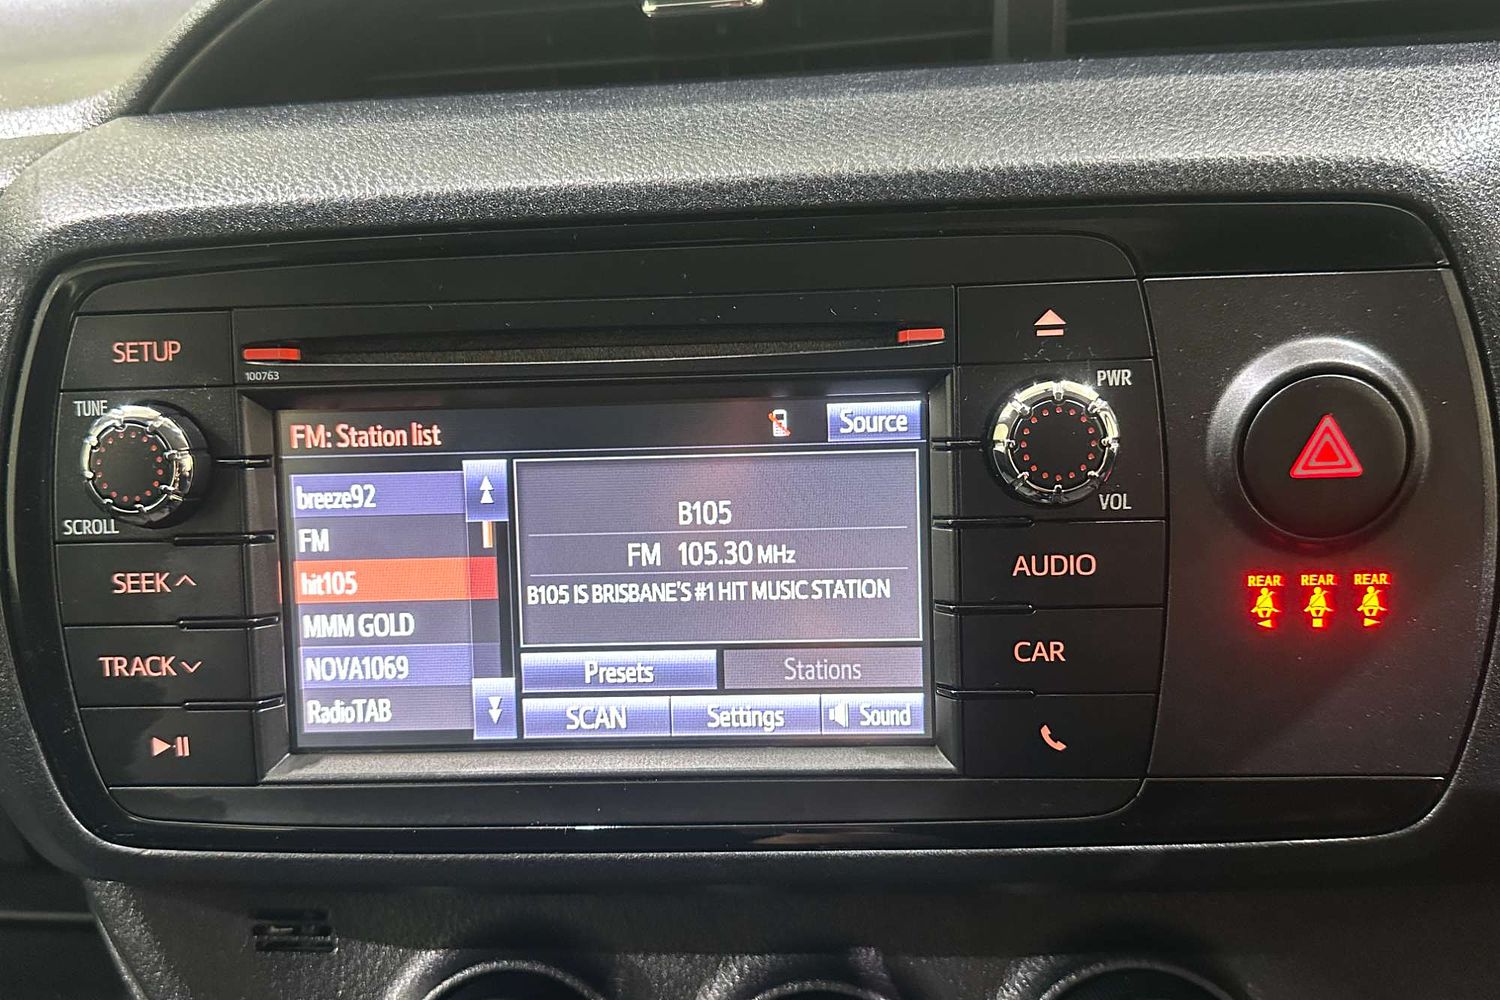 SETUP
100763
TUNE
SCROLL
SEEK
TRACK
FM: Station list
Source
breeze92
FM
hit105
MMM GOLD
NOVA1069
RadioTAB
B105
FM 105.30 MHz
B105 IS BRISBANE'S #1 HIT MUSIC STATION
Presets
Stations
SCAN
Settings
Sound
PWR
VOL
AUDIO
CAR
REAR REAR REAR